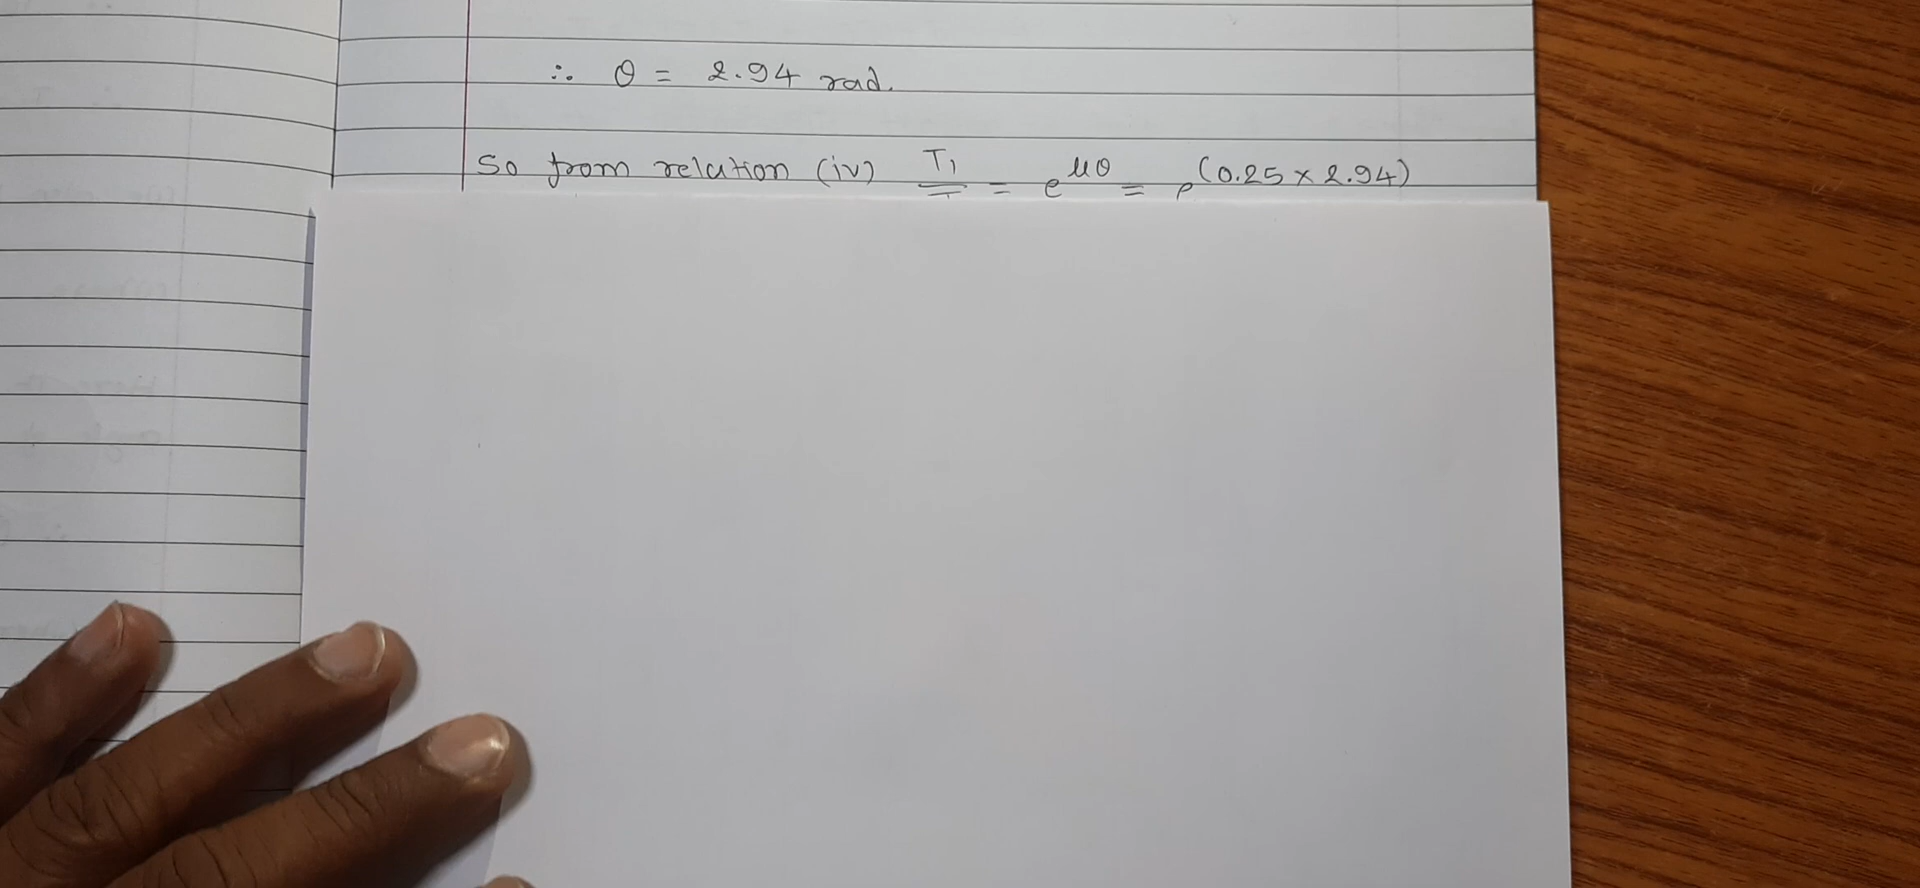 ∴ θ = 2.94 rad.
So from relation (iv) T₁/T = e^μθ = e^(0.25 × 2.94)